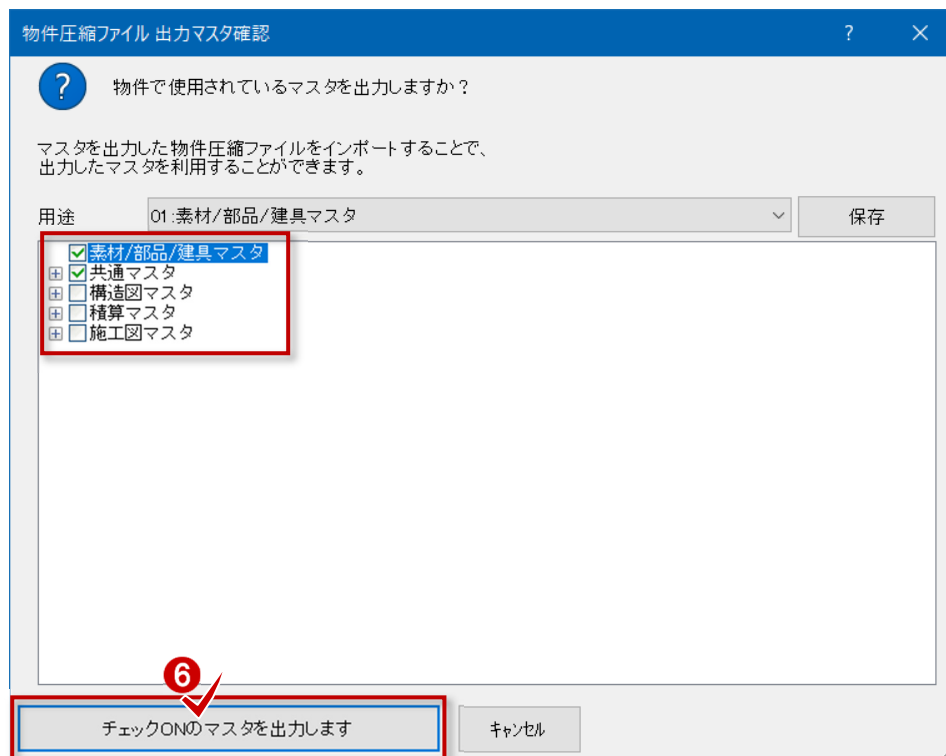 物件圧縮ファイル 出力マスタ確認
?
物件で使用されているマスタを出力しますか？
マスタを出力した物件圧縮ファイルをインポートすることで、
出力したマスタを利用することができます。
用途 01:素材/部品/建具マスタ 保存
素材/部品/建具マスタ
共通マスタ
構造図マスタ
積算マスタ
施工図マスタ
6
チェックONのマスタを出力します キャンセル